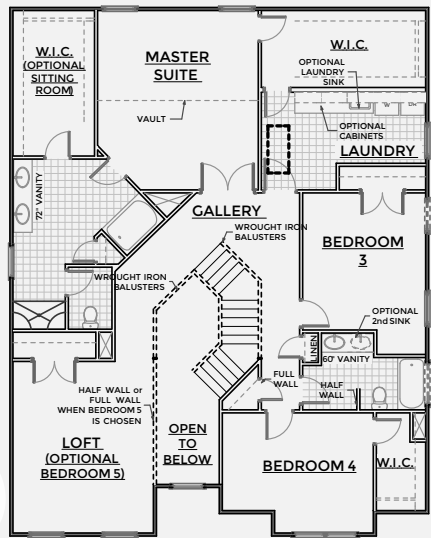 W.I.C.
(OPTIONAL
SITTING
ROOM)
MASTER
SUITE
W.I.C.
OPTIONAL
LAUNDRY
SINK
W
DH
VAULT
OPTIONAL
CABINETS
LAUNDRY
72" VANITY
GALLERY
WROUGHT IRON
BALUSTERS
BEDROOM
3
WROUGHT IRON
BALUSTERS
OPTIONAL
2nd SINK
LINEN
60" VANITY
FULL
WALL
HALF
WALL
HALF WALL or
FULL WALL
WHEN BEDROOM 5
IS CHOSEN
LOFT
(OPTIONAL
BEDROOM 5)
OPEN
TO
BELOW
BEDROOM 4
W.I.C.